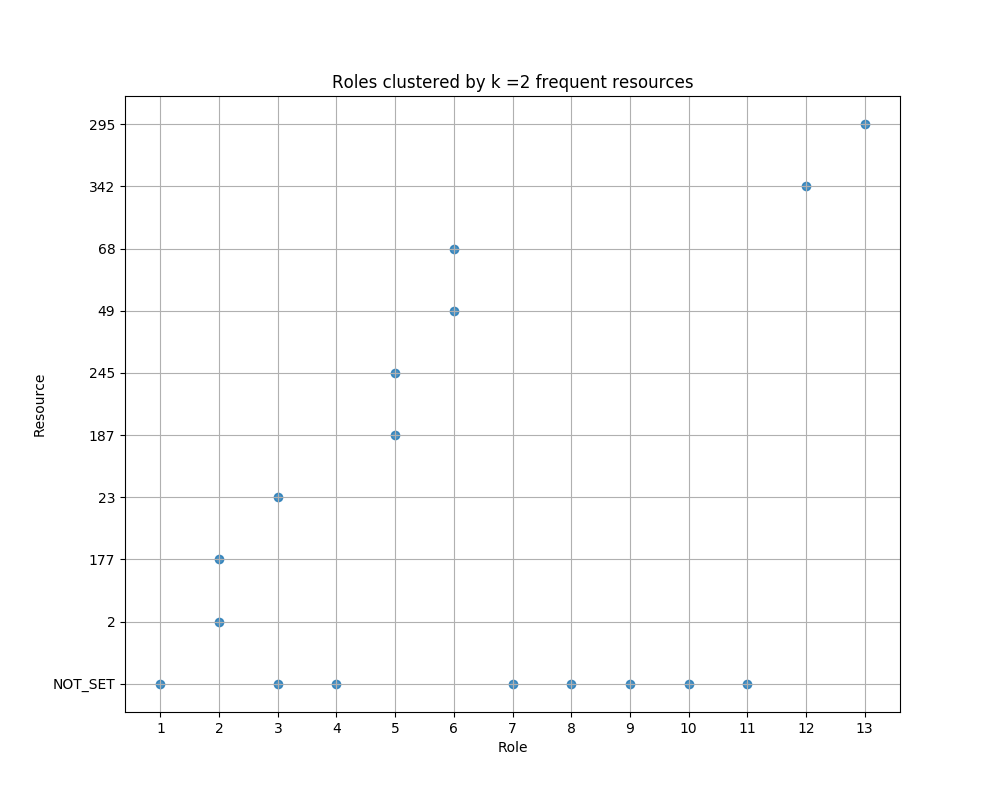 Roles clustered by k =2 frequent resources
295
342
68
49
245
187
23
177
2
NOT_SET
Resource
1 2 3 4 5 6 7 8 9 10 11 12 13
Role